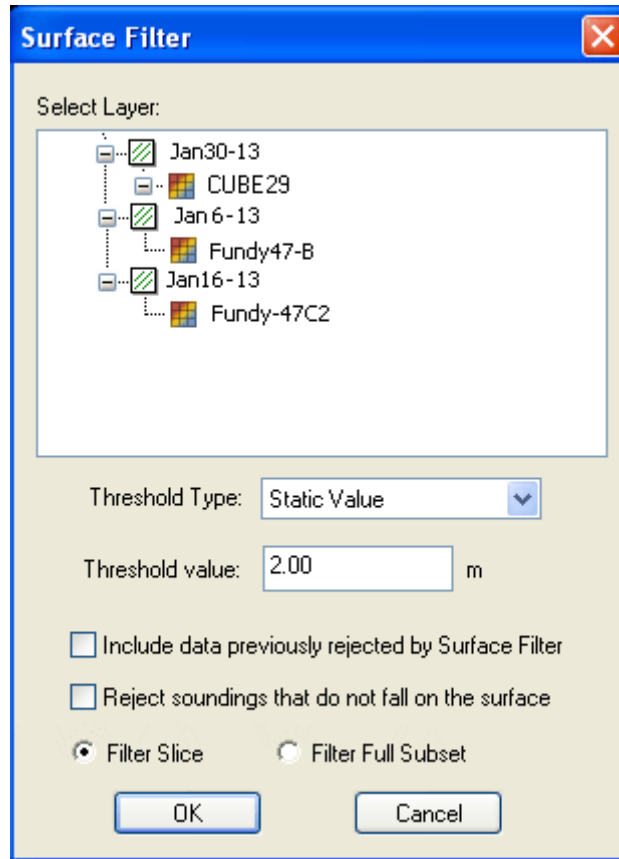 Surface Filter
Select Layer:
Jan30-13
CUBE29
Jan 6-13
Fundy47-B
Jan16-13
Fundy-47C2
Threshold Type: Static Value
Threshold value: 2.00 m
Include data previously rejected by Surface Filter
Reject soundings that do not fall on the surface
Filter Slice Filter Full Subset
OK Cancel